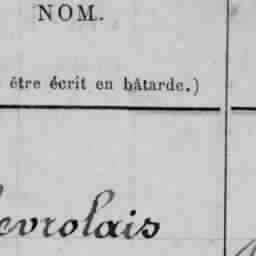 NOM.
être écrit en bâtarde.)
evrolais